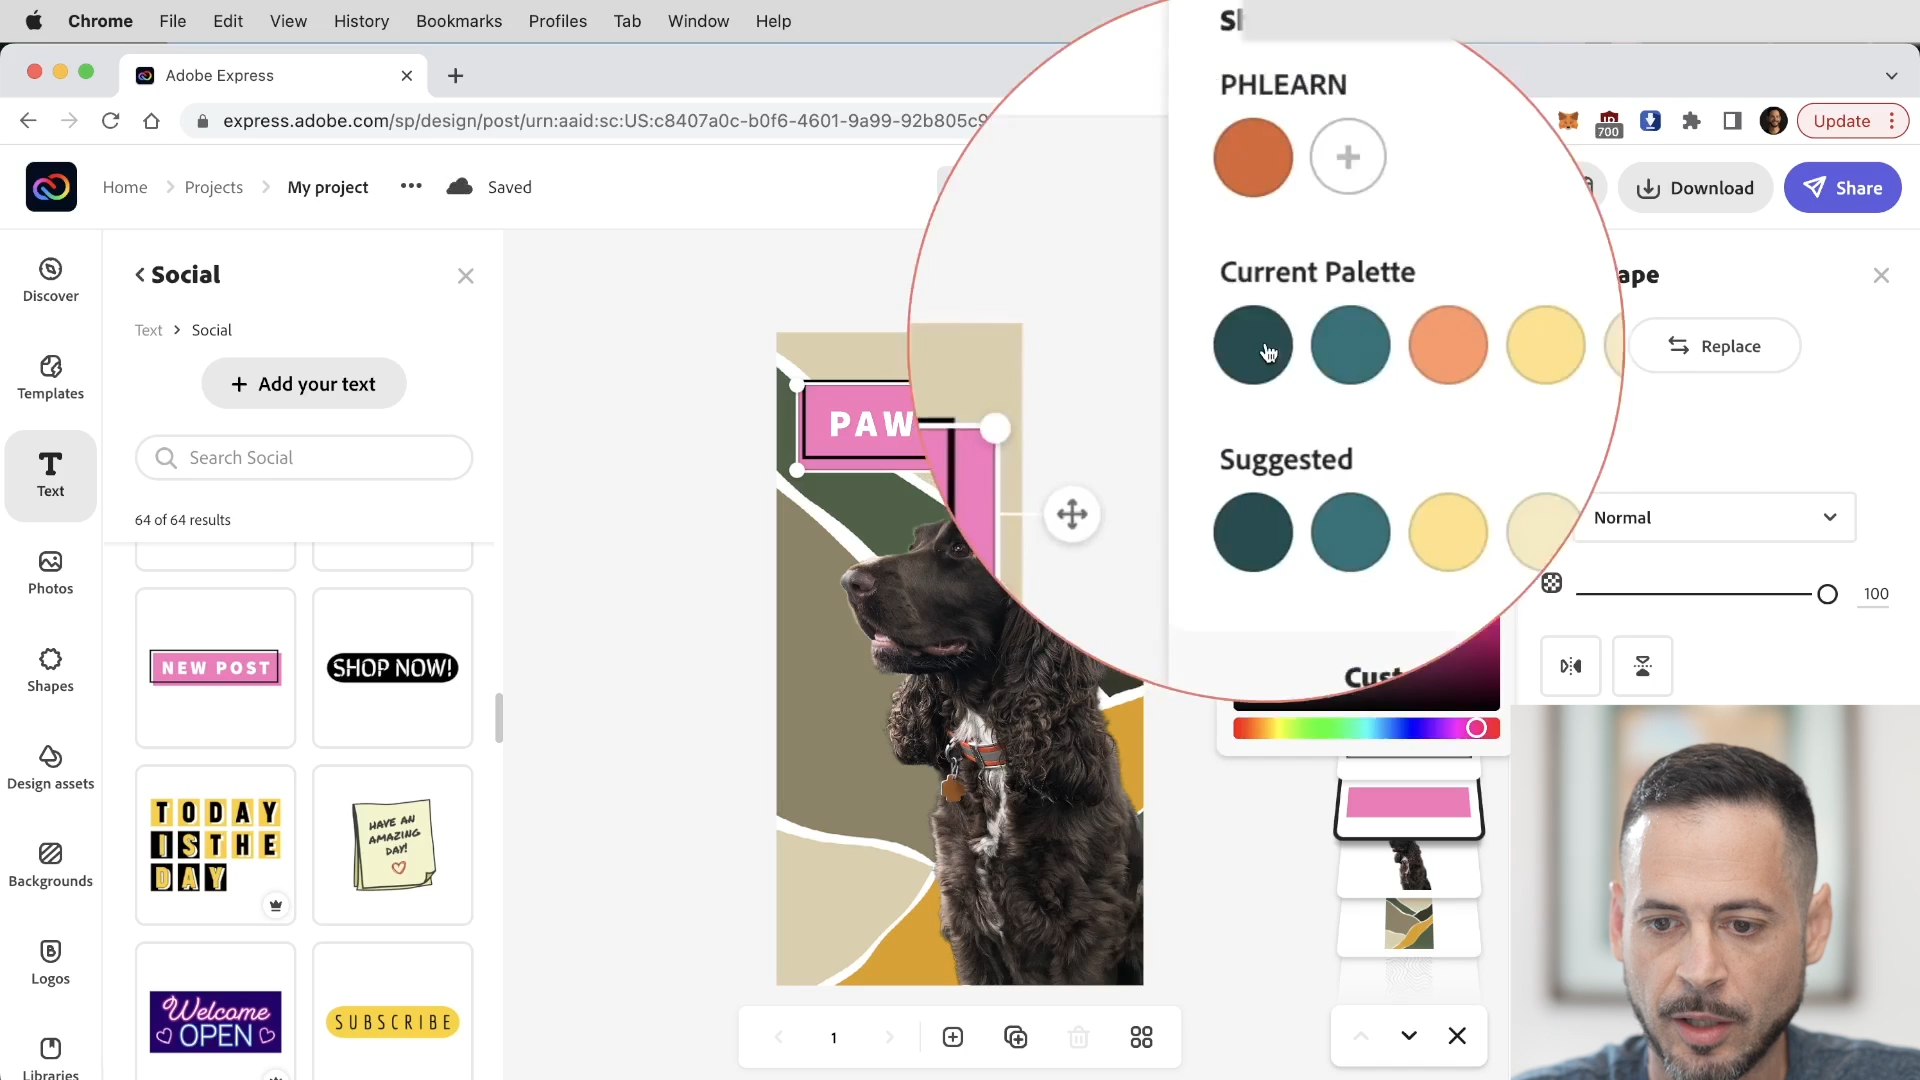 Chrome File Edit View History Bookmarks Profiles Tab Window Help
Adobe Express
express.adobe.com/sp/design/post/urn:aaid:sc:US:c8407a0c-b0f6-4601-9a99-92b805c9
700
Update
Home Projects My project Saved
Download
Share
Discover
Templates
Text
Photos
Shapes
Design assets
Backgrounds
Logos
Libraries
Social
Text > Social
+ Add your text
Search Social
64 of 64 results
NEW POST
SHOP NOW!
TODAY
IS THE
DAY
HAVE AN
AMAZING
DAY!
Welcome
OPEN
SUBSCRIBE
PAW
PHLEARN
Current Palette
Suggested
Replace
Normal
100
1